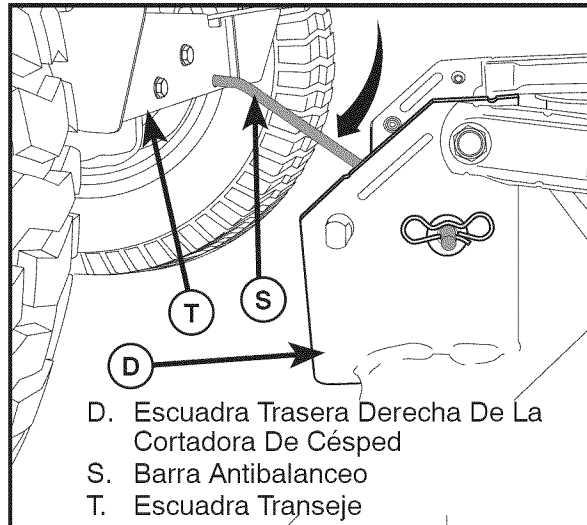 T
S
D
D. Escuadra Trasera Derecha De La
Cortadora De Césped
S. Barra Antibalanceo
T. Escuadra Transeje